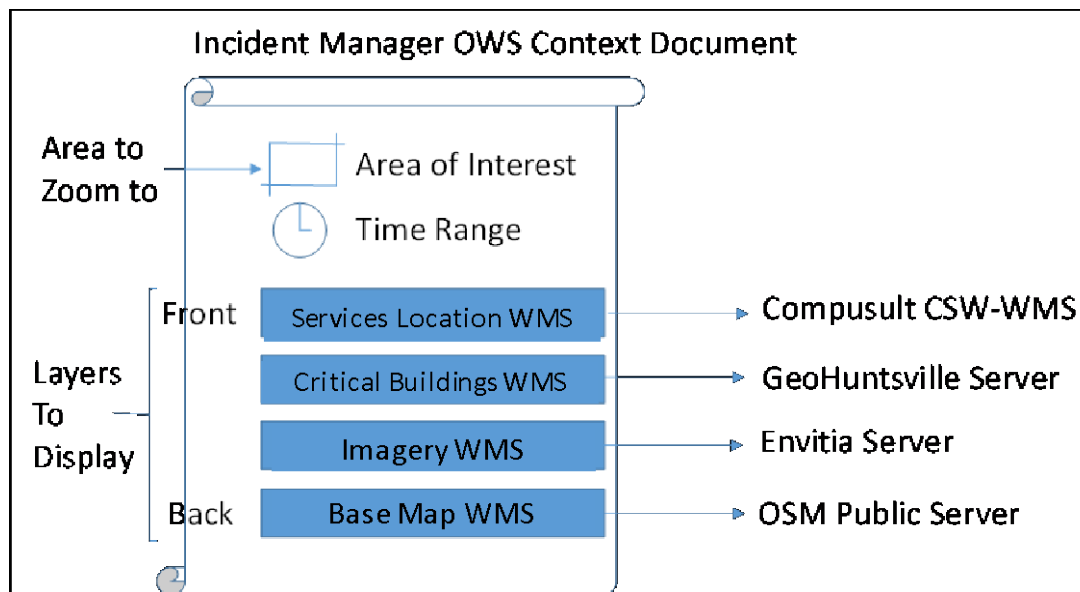 Incident Manager OWS Context Document
Area to
Zoom to
Area of Interest
Time Range
Layers
To
Display
Front
Back
Services Location WMS
Critical Buildings WMS
Imagery WMS
Base Map WMS
Compusult CSW-WMS
GeoHuntsville Server
Envitia Server
OSM Public Server